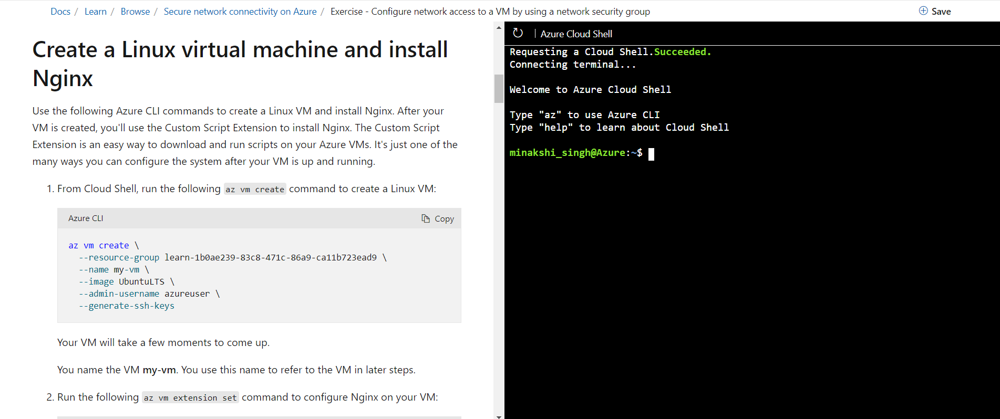 Docs / Learn / Browse / Secure network connectivity on Azure / Exercise - Configure network access to a VM by using a network security group
Save
Create a Linux virtual machine and install
Nginx
Use the following Azure CLI commands to create a Linux VM and install Nginx. After your
VM is created, you'll use the Custom Script Extension to install Nginx. The Custom Script
Extension is an easy way to download and run scripts on your Azure VMs. It's just one of the
many ways you can configure the system after your VM is up and running.
1. From Cloud Shell, run the following az vm create command to create a Linux VM:
Azure CLI
Copy
az vm create \
--resource-group learn-1b0ae239-83c8-471c-86a9-ca11b723ead9 \
--name my-vm \
--image UbuntuLTS \
--admin-username azureuser \
--generate-ssh-keys
Your VM will take a few moments to come up.
You name the VM my-vm. You use this name to refer to the VM in later steps.
2. Run the following az vm extension set command to configure Nginx on your VM:
Azure Cloud Shell
Requesting a Cloud Shell.Succeeded.
Connecting terminal...
Welcome to Azure Cloud Shell
Type "az" to use Azure CLI
Type "help" to learn about Cloud Shell
minakshi_singh@Azure:~$